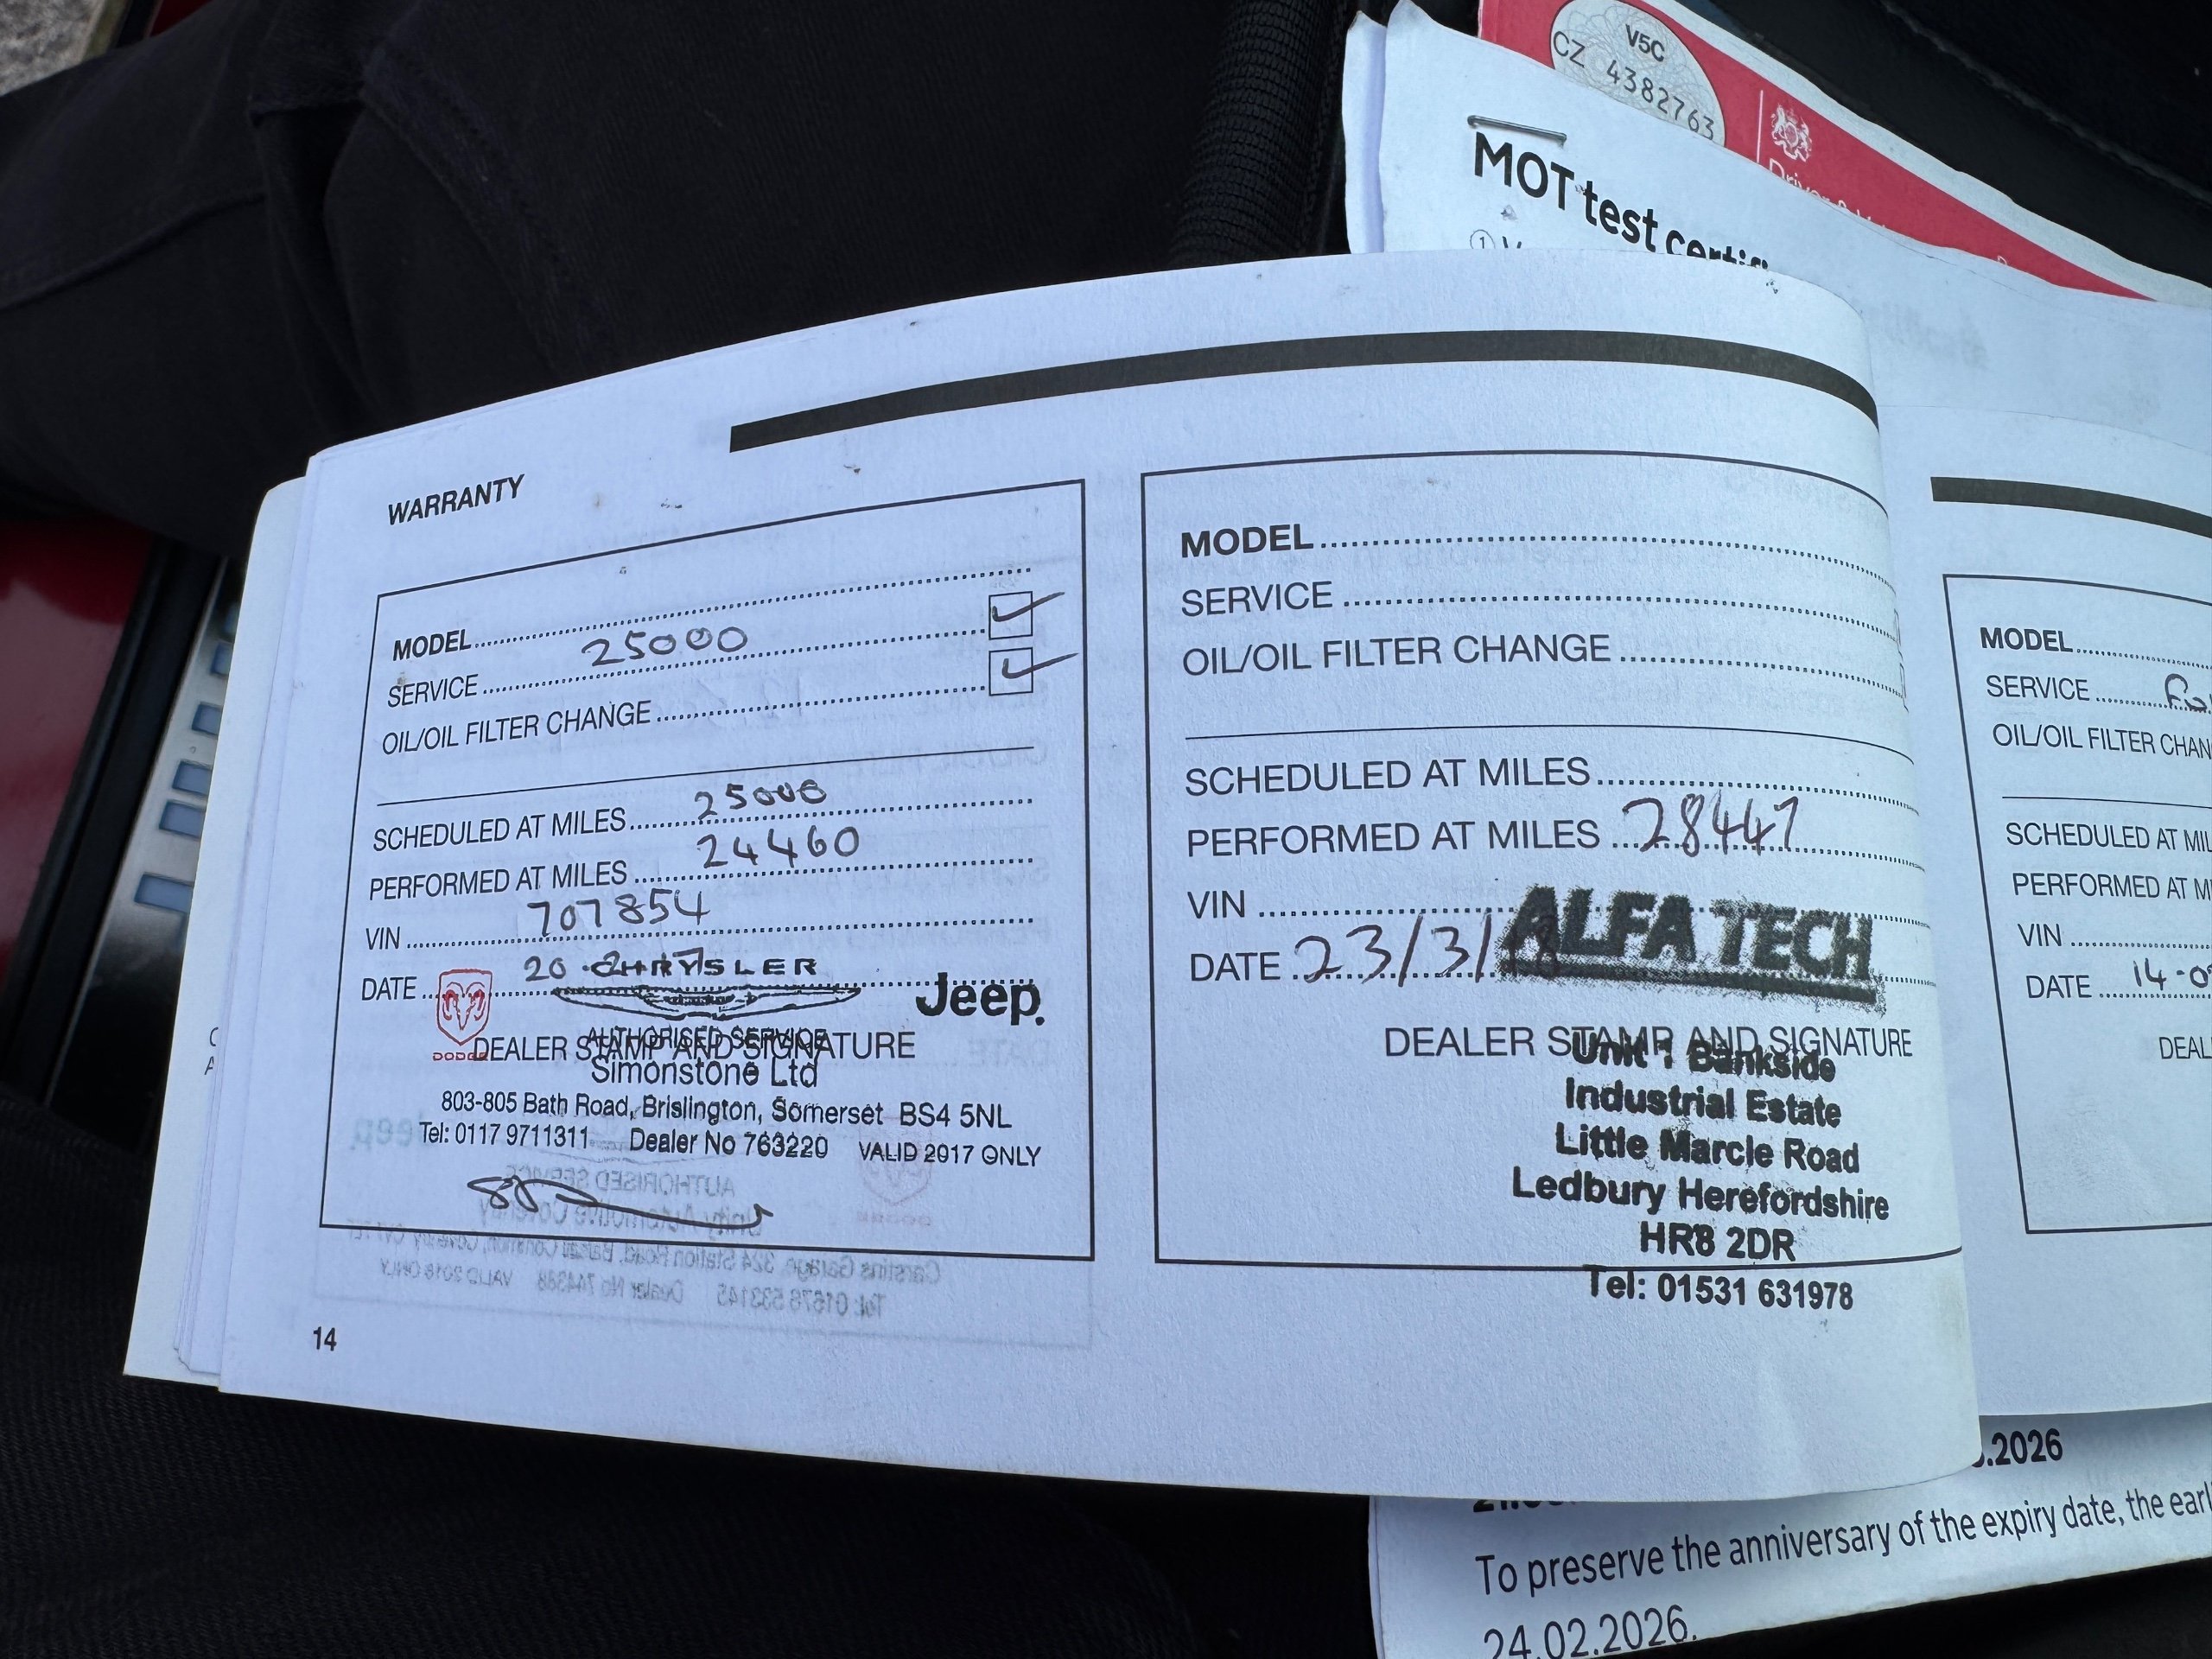 V5C
CZ 4382763
MOT test certif
WARRANTY
MODEL
SERVICE 25000
OIL/OIL FILTER CHANGE
SCHEDULED AT MILES 25000
PERFORMED AT MILES 24460
VIN 707854
DATE 20
CHRYSLER
Jeep
DODGE
DEALER STAMP AND SIGNATURE
AUTHORISED SERVICE
Simonstone Ltd
803-805 Bath Road, Brislington, Somerset BS4 5NL
Tel: 0117 9711311 Dealer No 763220 VALID 2017 ONLY
14
MODEL
SERVICE
OIL/OIL FILTER CHANGE
SCHEDULED AT MILES
PERFORMED AT MILES 28447
VIN
DATE 23/3/18
ALFA TECH
DEALER STAMP AND SIGNATURE
Unit 1 Bankside
Industrial Estate
Little Marcle Road
Ledbury Herefordshire
HR8 2DR
Tel: 01531 631978
MODEL
SERVICE
OIL/OIL FILTER CHAN
SCHEDULED AT MIL
PERFORMED AT M
VIN
DATE 14-0
DEAL
.2026
To preserve the anniversary of the expiry date, the earl
24.02.2026.